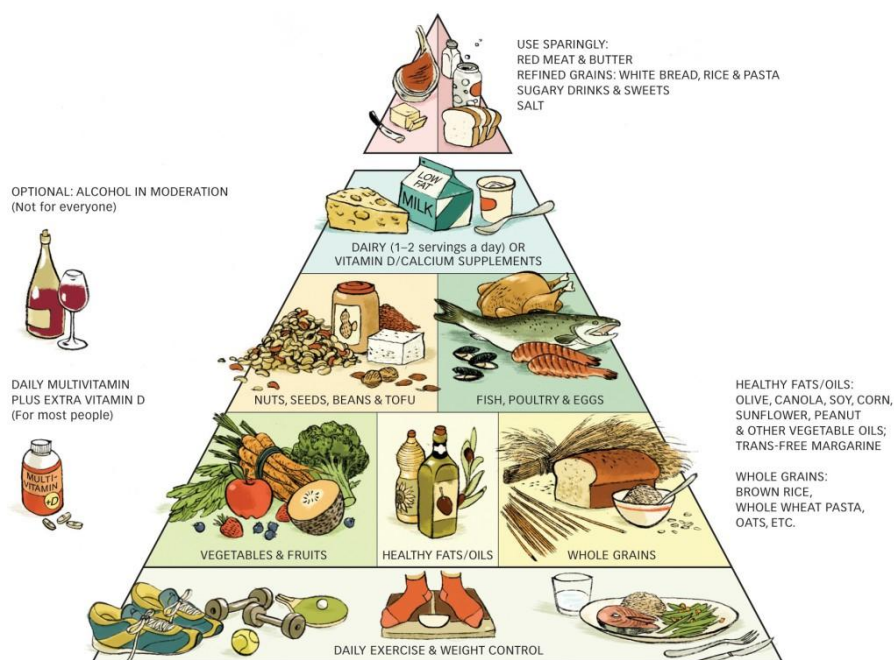 USE SPARINGLY:
RED MEAT & BUTTER
REFINED GRAINS: WHITE BREAD, RICE & PASTA
SUGARY DRINKS & SWEETS
SALT
OPTIONAL: ALCOHOL IN MODERATION
(Not for everyone)
LOW
FAT
MILK
DAIRY (1–2 servings a day) OR
VITAMIN D/CALCIUM SUPPLEMENTS
DAILY MULTIVITAMIN
PLUS EXTRA VITAMIN D
(For most people)
MULTI-
VITAMIN
+D
NUTS, SEEDS, BEANS & TOFU
FISH, POULTRY & EGGS
HEALTHY FATS/OILS:
OLIVE, CANOLA, SOY, CORN,
SUNFLOWER, PEANUT
& OTHER VEGETABLE OILS;
TRANS-FREE MARGARINE
WHOLE GRAINS:
BROWN RICE,
WHOLE WHEAT PASTA,
OATS, ETC.
VEGETABLES & FRUITS
HEALTHY FATS/OILS
WHOLE GRAINS
DAILY EXERCISE & WEIGHT CONTROL